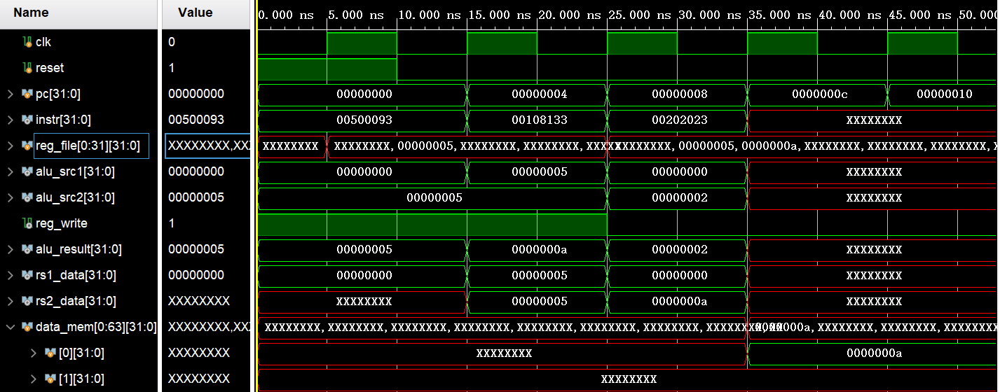 Name Value 0.000 ns 5.000 ns 10.000 ns 15.000 ns 20.000 ns 25.000 ns 30.000 ns 35.000 ns 40.000 ns 45.000 ns 50.000
clk 0
reset 1
pc[31:0] 00000000 00000000 00000004 00000008 0000000c 00000010
instr[31:0] 00500093 00500093 00108133 00202023 XXXXXXXX
reg_file[0:31][31:0] XXXXXXXX,XXX XXXXXXXX XXXXXXXX,00000005,XXXXXXXX,XXXXXXXX, XXXXXXXX,00000005,0000000a,XXXXXXXX,XXXXXXXX,XXXXXXXX,
alu_src1[31:0] 00000000 00000000 00000005 00000000 XXXXXXXX
alu_src2[31:0] 00000005 00000005 00000002 XXXXXXXX
reg_write 1
alu_result[31:0] 00000005 00000005 0000000a 00000002 XXXXXXXX
rs1_data[31:0] 00000000 00000000 00000005 00000000 XXXXXXXX
rs2_data[31:0] XXXXXXXX XXXXXXXX 00000005 0000000a XXXXXXXX
data_mem[0:63][31:0] XXXXXXXX,XXX XXXXXXXX,XXXXXXXX,XXXXXXXX,XXXXXXXX,XXXXXXXX,XXXXXXXX,XXXXXXXX, 0000000a,XXXXXXXX,XXXXXXXX,
[0][31:0] XXXXXXXX XXXXXXXX 0000000a
[1][31:0] XXXXXXXX XXXXXXXX